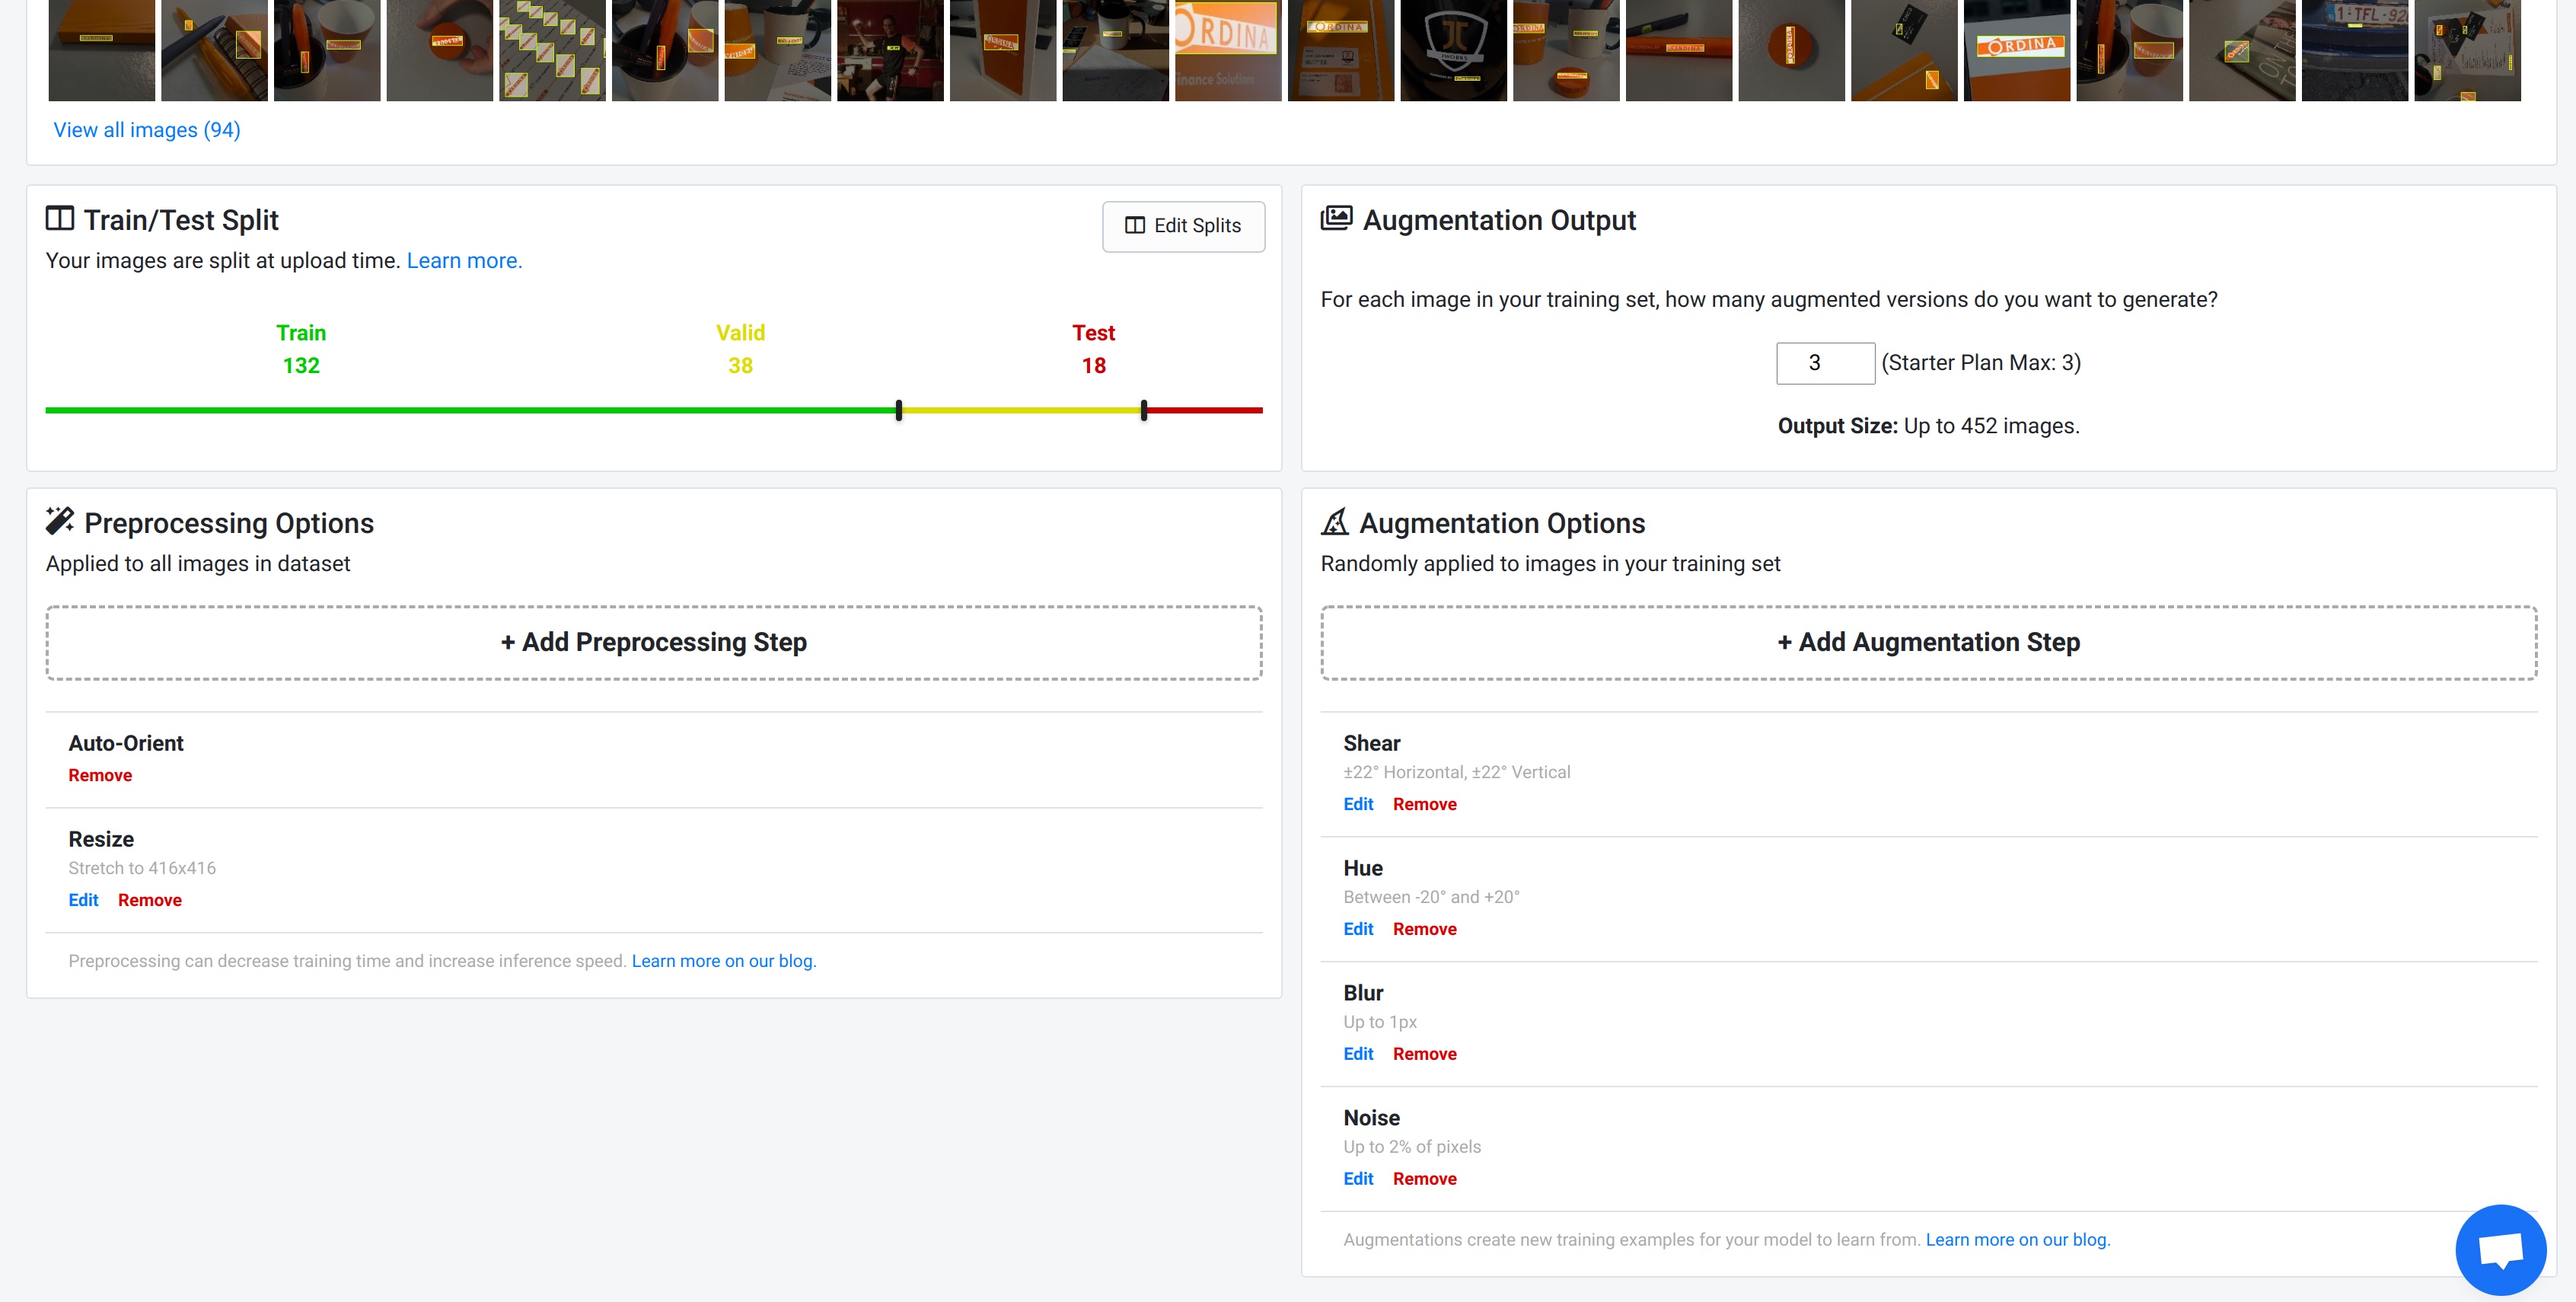 ORDINA
ORDINA
ORDINA
Finance Solutions
1-TFL-92
View all images (94)
Train/Test Split
Edit Splits
Your images are split at upload time. Learn more.
Train
Valid
Test
132
38
18
Augmentation Output
For each image in your training set, how many augmented versions do you want to generate?
3 (Starter Plan Max: 3)
Output Size: Up to 452 images.
Preprocessing Options
Applied to all images in dataset
+ Add Preprocessing Step
Auto-Orient
Remove
Resize
Stretch to 416x416
Edit Remove
Preprocessing can decrease training time and increase inference speed. Learn more on our blog.
Augmentation Options
Randomly applied to images in your training set
+ Add Augmentation Step
Shear
±22° Horizontal, ±22° Vertical
Edit Remove
Hue
Between -20° and +20°
Edit Remove
Blur
Up to 1px
Edit Remove
Noise
Up to 2% of pixels
Edit Remove
Augmentations create new training examples for your model to learn from. Learn more on our blog.